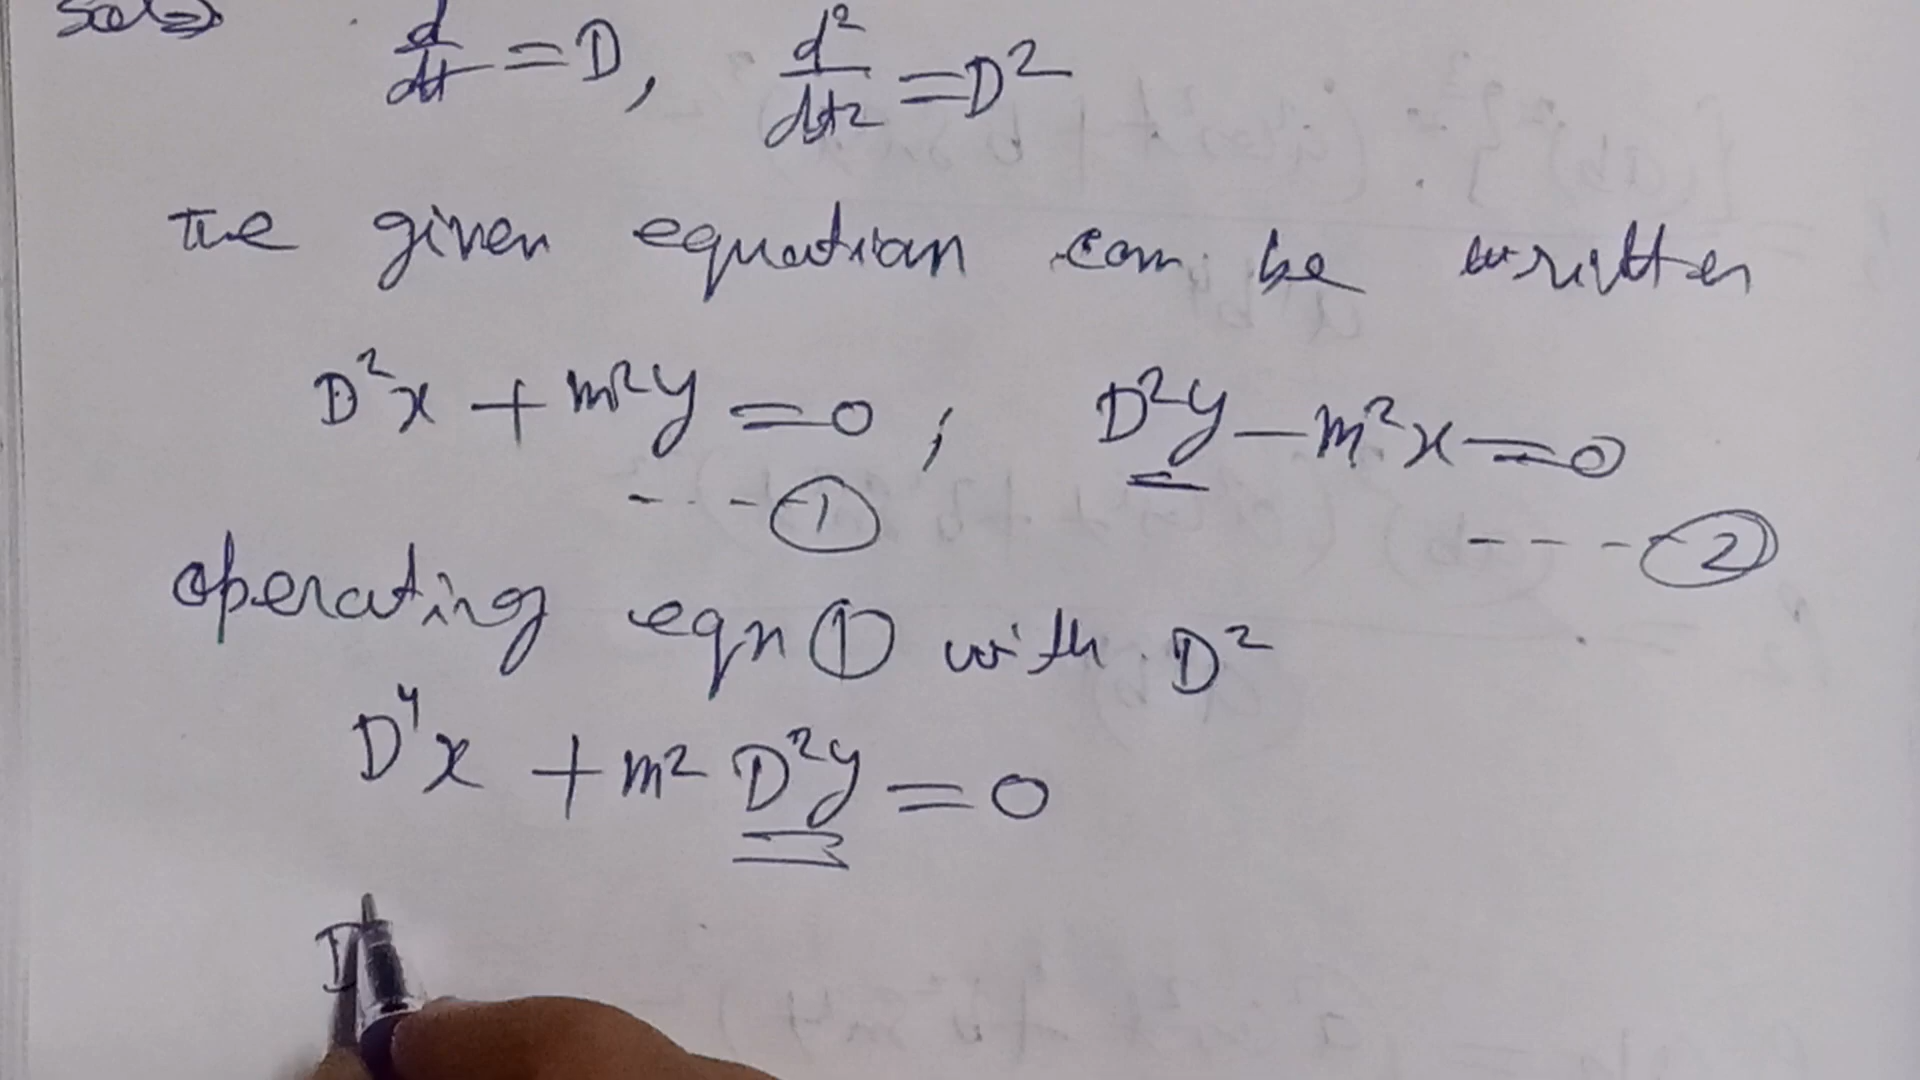 Sol⇒ d/dt = D, d²/dt² = D²
The given equation can be written
D²x + m²y = 0 ; D²y − m²x = 0
- - - ① - - - ②
operating eqn ① with D²
D⁴x + m² D²y = 0
D